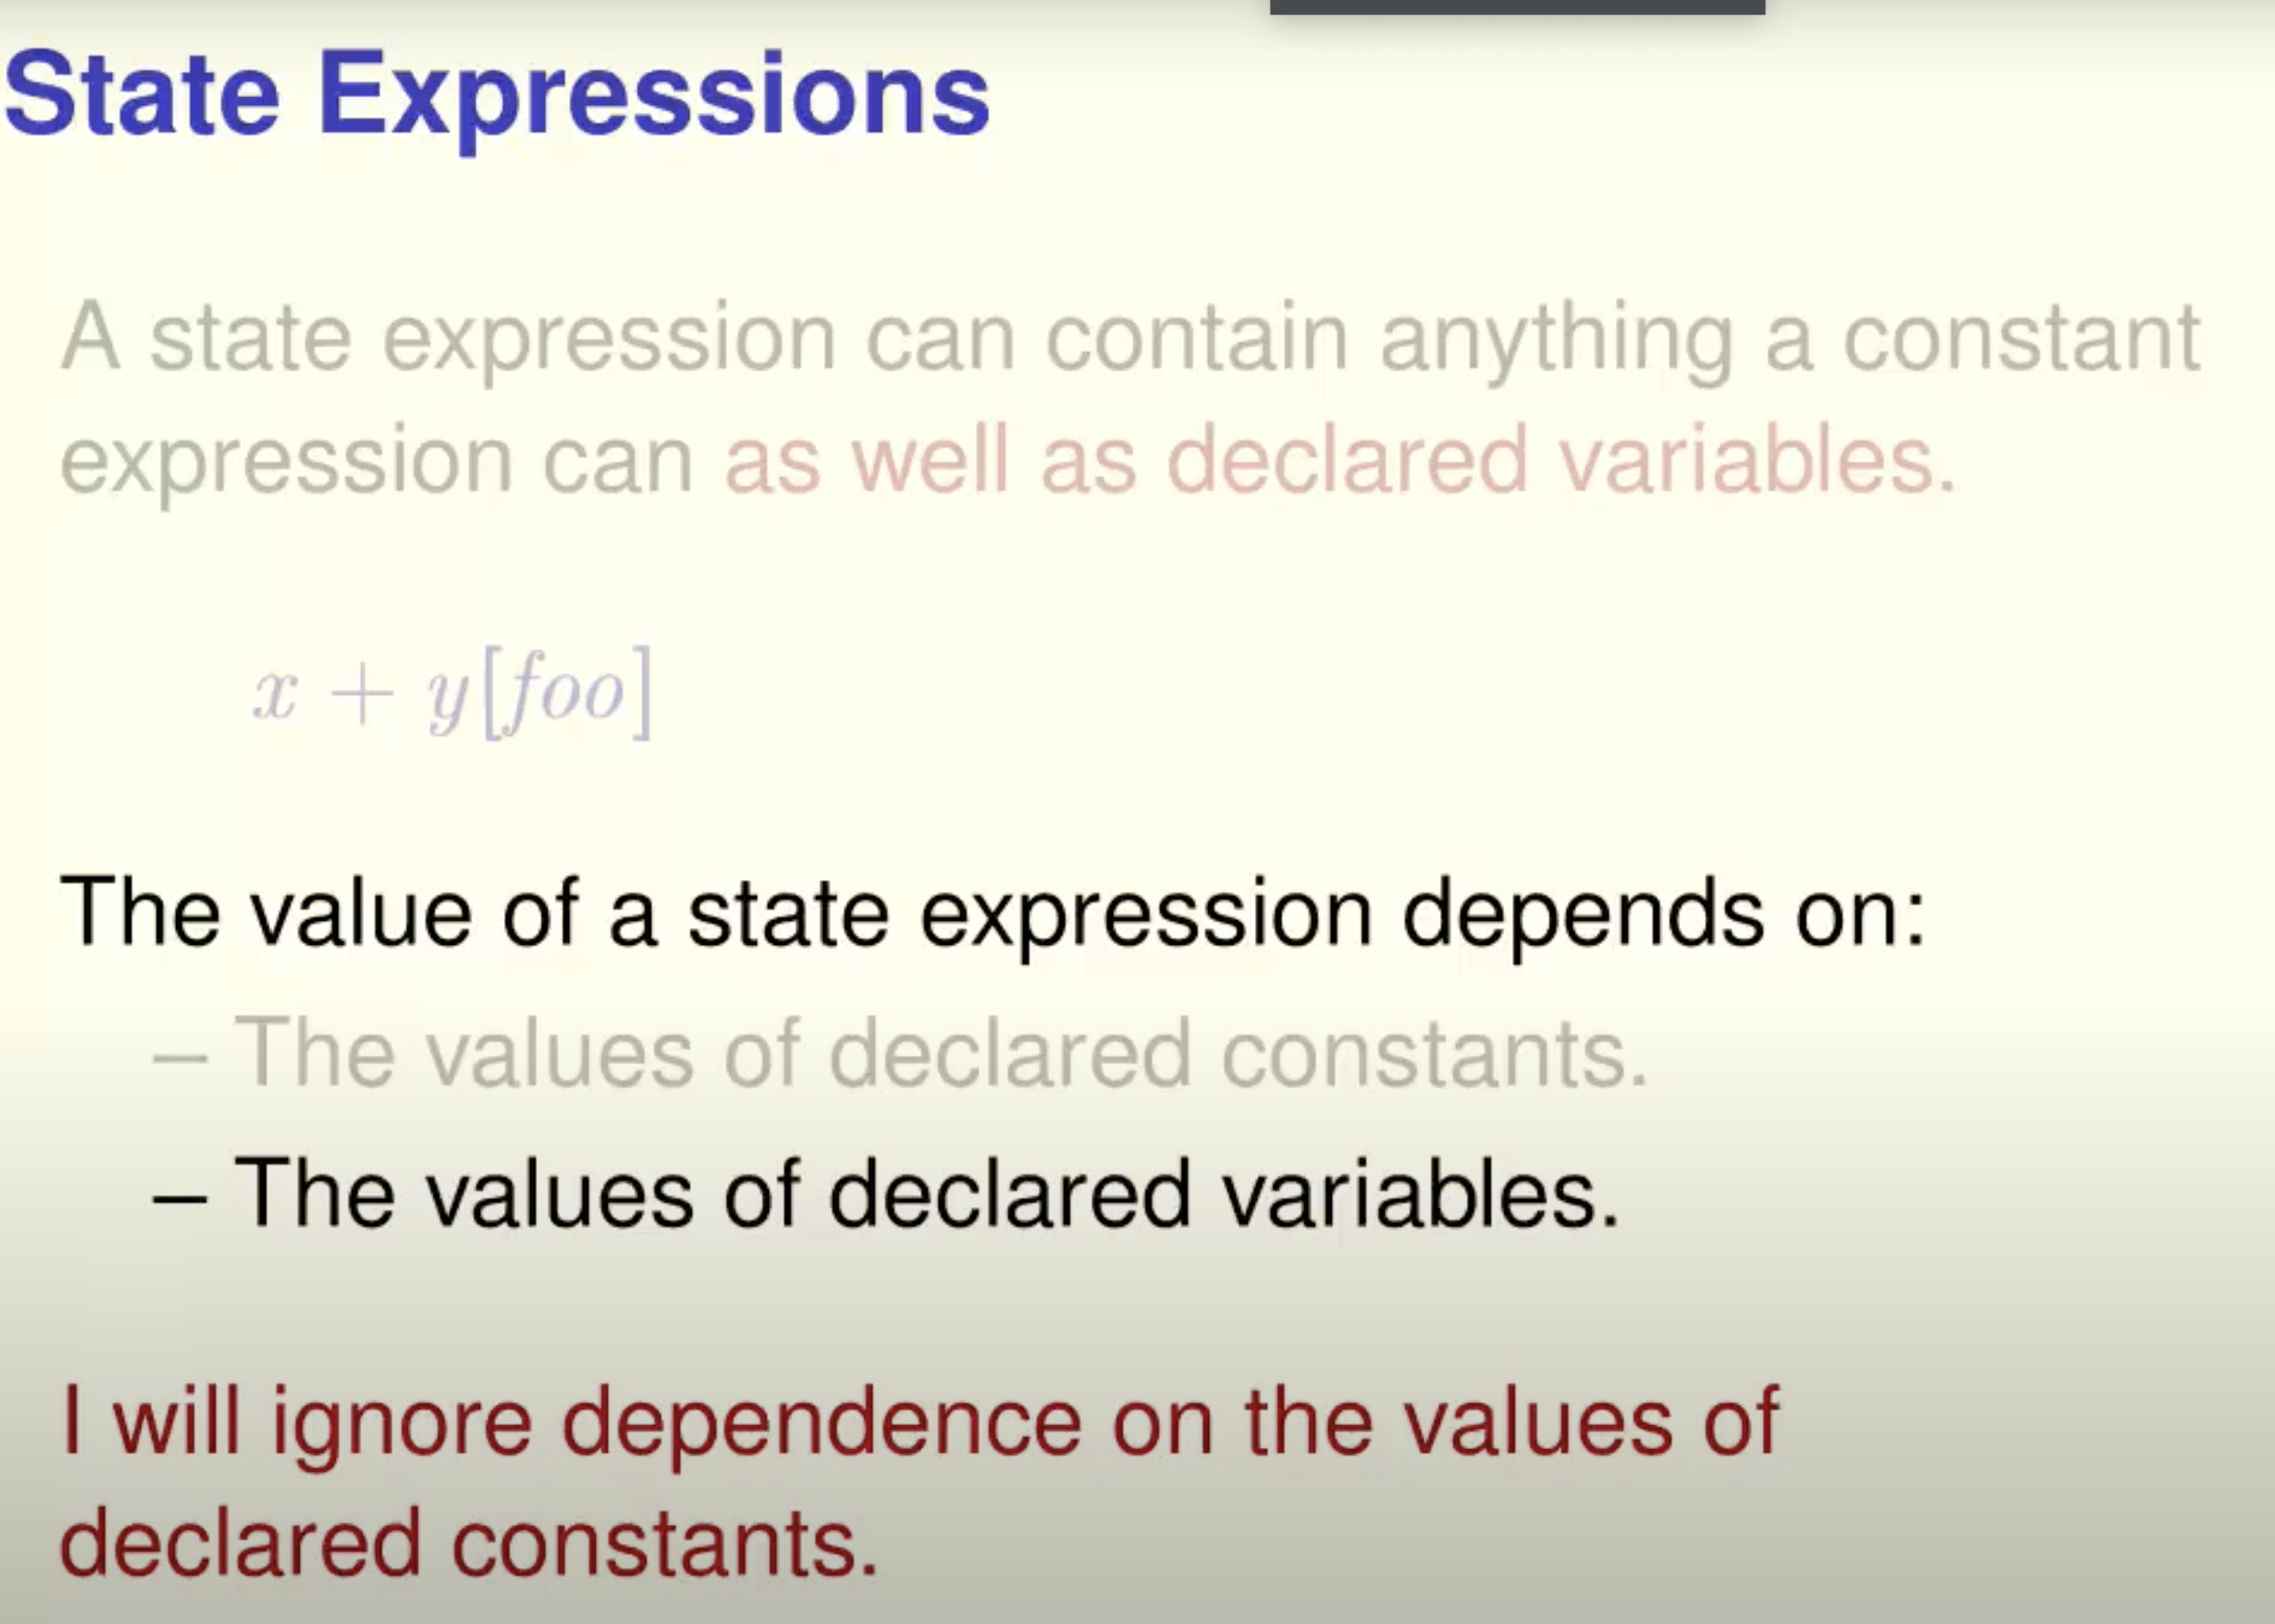 State Expressions
A state expression can contain anything a constant
expression can as well as declared variables.
x + y[foo]
The value of a state expression depends on:
– The values of declared constants.
– The values of declared variables.
I will ignore dependence on the values of
declared constants.